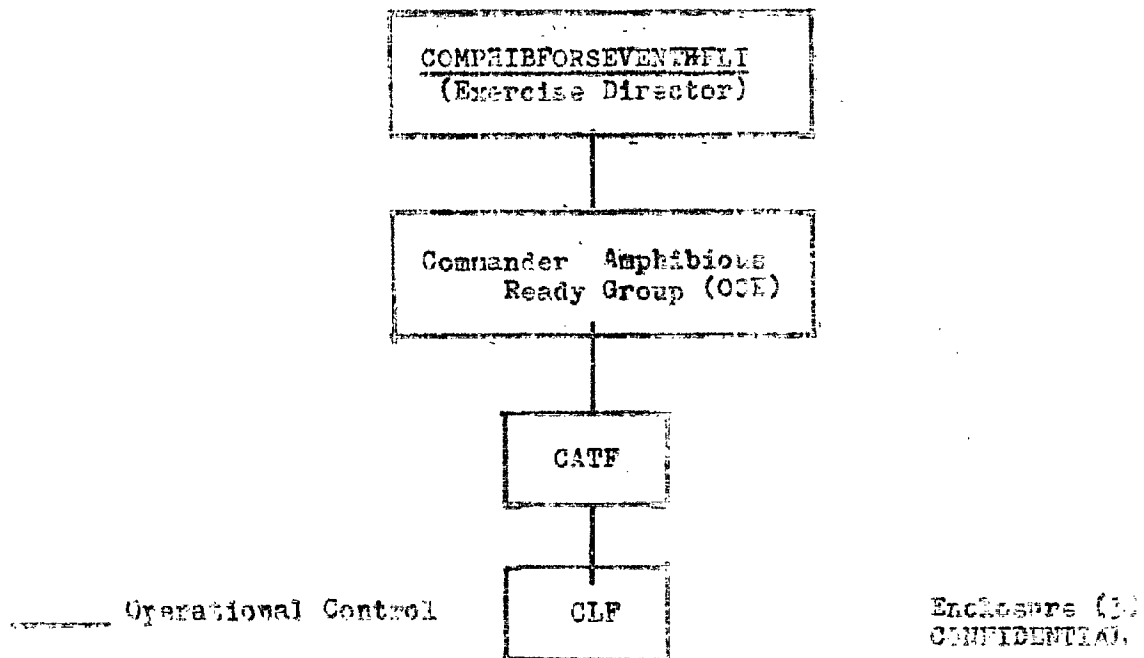 COMPHIBFORSEVENTHFLT
(Exercise Director)
Commander Amphibious
Ready Group (OCE)
CATF
CLF
Operational Control
Enclosure
CONFIDENTIAL